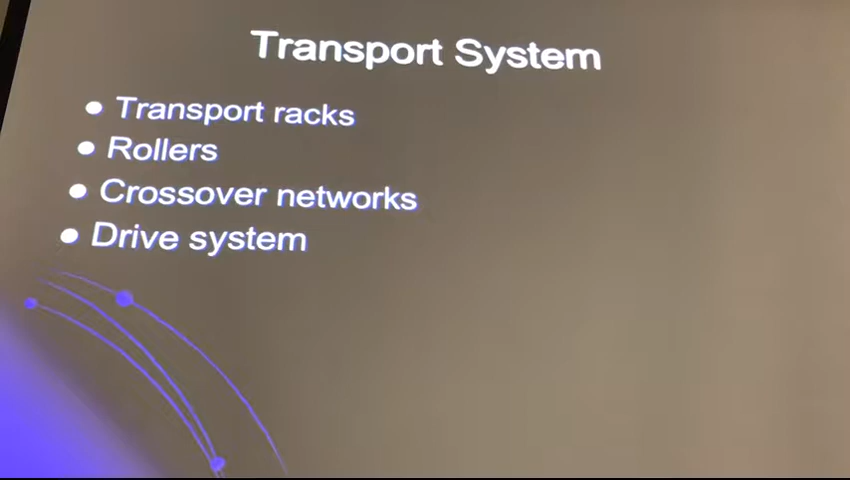 Transport System
• Transport racks
• Rollers
• Crossover networks
• Drive system